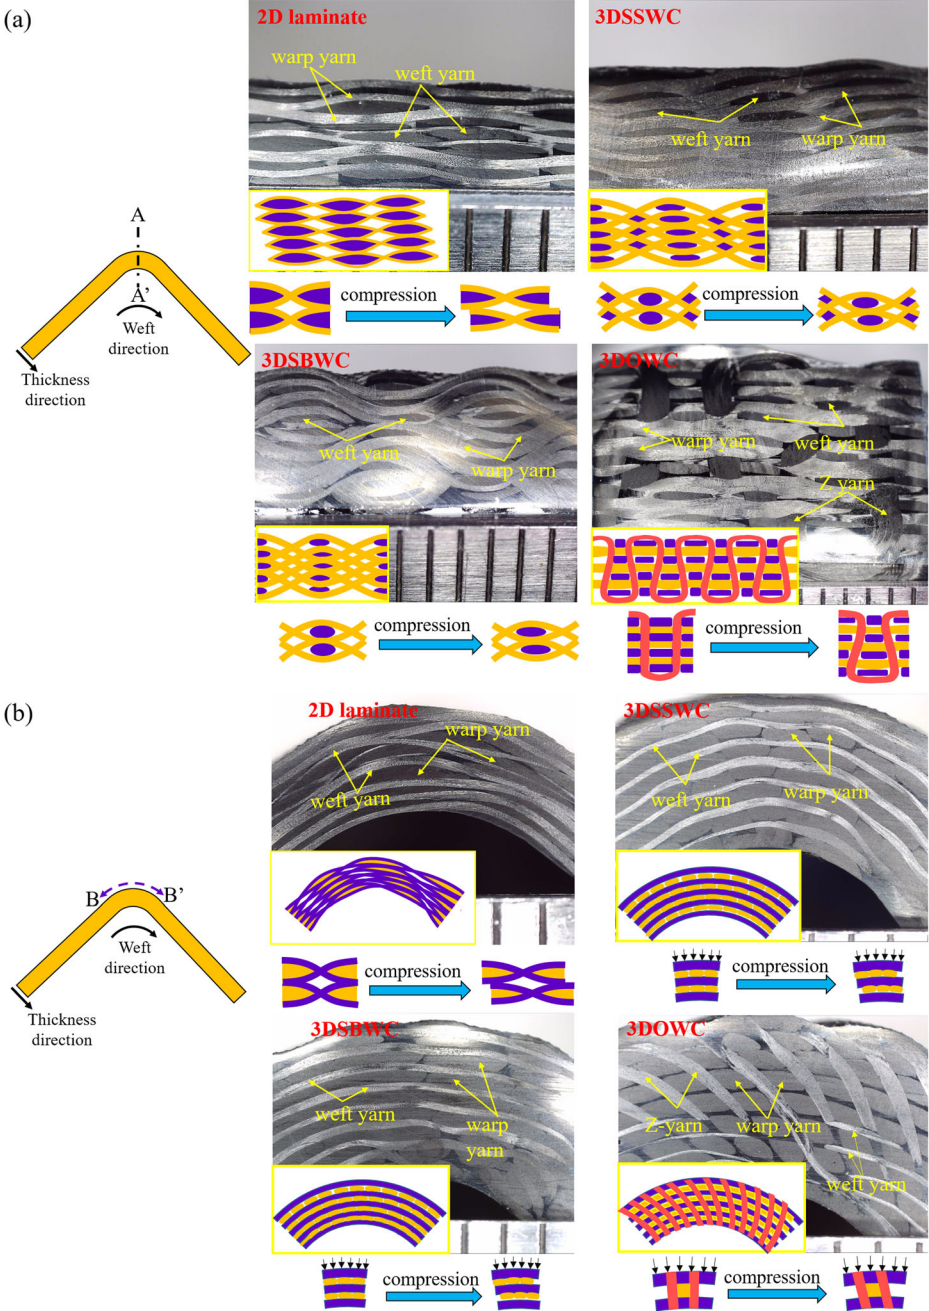 (a)
2D laminate
warp yarn
weft yarn
compression
3DSSWC
weft yarn
warp yarn
compression
A
A'
Weft
direction
Thickness
direction
3DSBWC
weft yarn
warp yarn
compression
3DOWC
warp yarn
weft yarn
Z yarn
compression
(b)
2D laminate
warp yarn
weft yarn
compression
3DSSWC
weft yarn
warp yarn
compression
B
B'
Weft
direction
Thickness
direction
3DSBWC
weft yarn
warp
yarn
compression
3DOWC
Z-yarn
warp yarn
weft yarn
compression